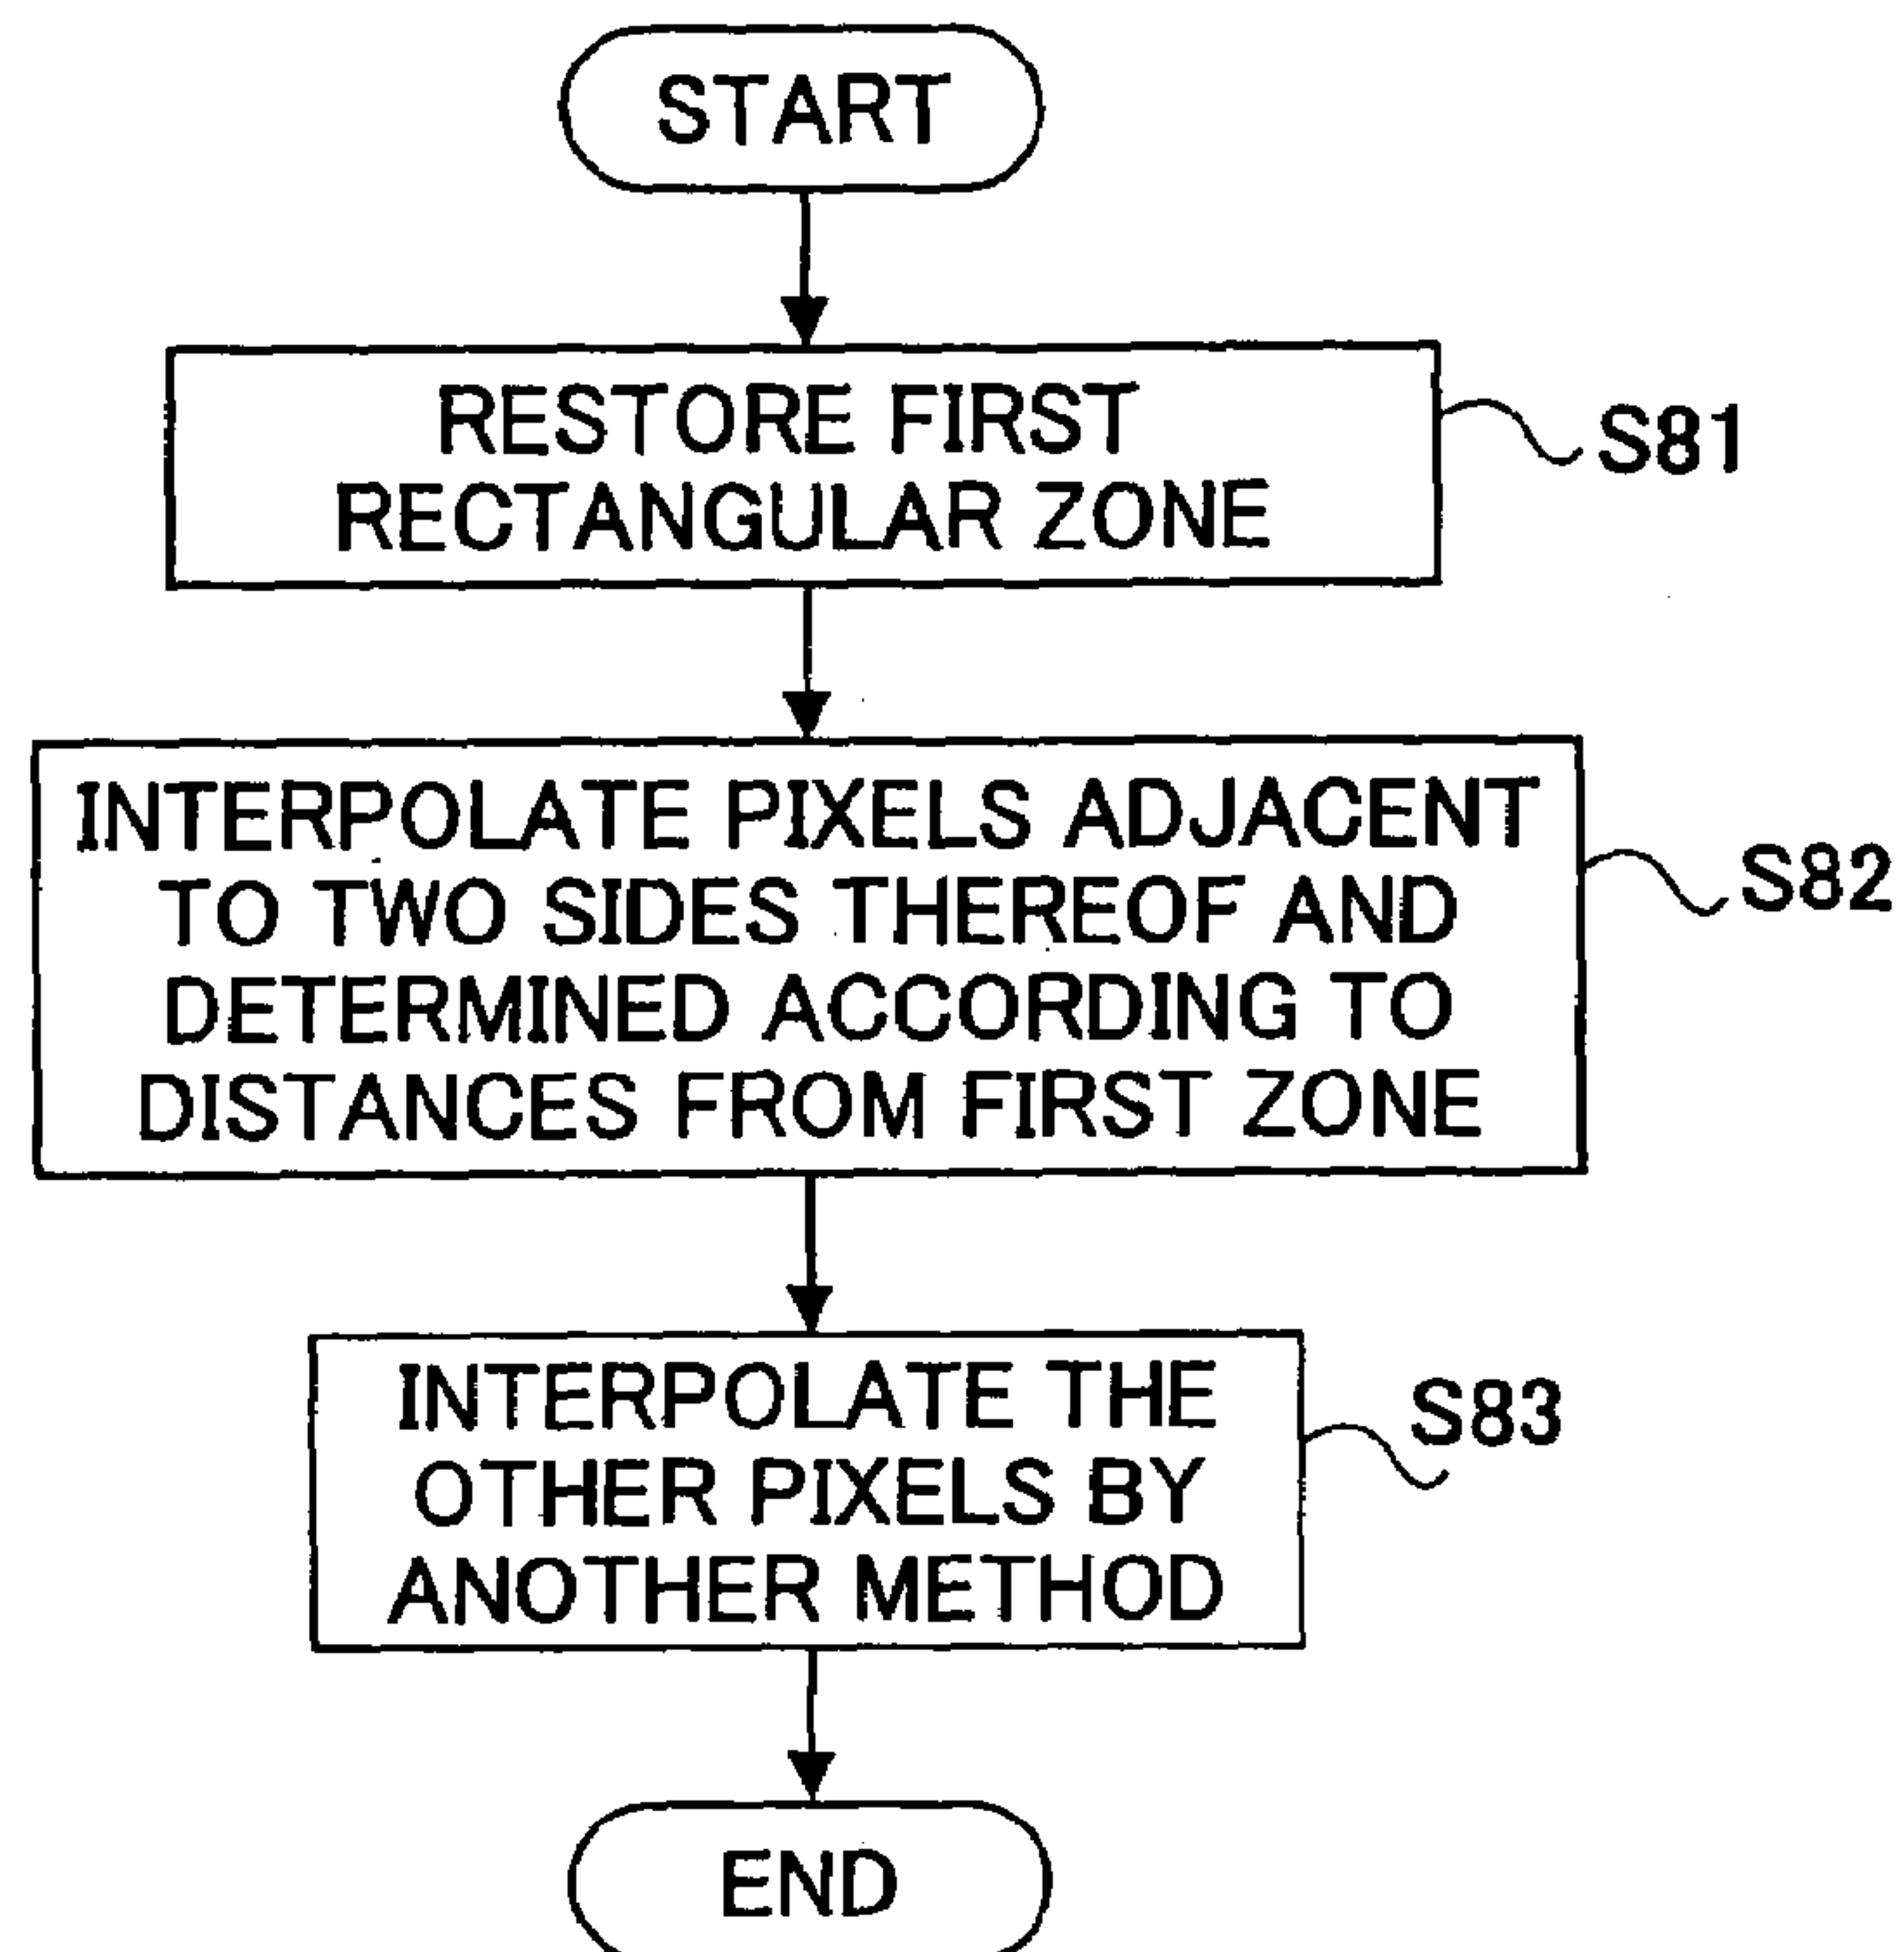 START
RESTORE FIRST
RECTANGULAR ZONE
S81
INTERPOLATE PIXELS ADJACENT
TO TWO SIDES THEREOF AND
DETERMINED ACCORDING TO
DISTANCES FROM FIRST ZONE
S82
INTERPOLATE THE
OTHER PIXELS BY
ANOTHER METHOD
S83
END